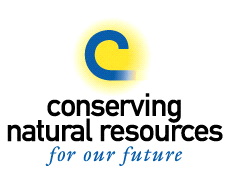 conserving
natural resources
for our future